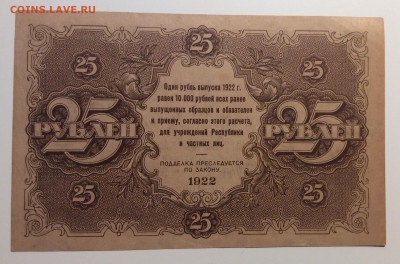 COINS.LAVE.RU
25 25
Один рубль выпуска 1922 г.
равен 10.000 рублей всех ранее
выпущенных образцов и обязателен
к приему, согласно этого расчета,
для учреждений Республики
и частных лиц.
25 РУБЛЕЙ 25 РУБЛЕЙ
ПОДДЕЛКА ПРЕСЛЕДУЕТСЯ
ПО ЗАКОНУ.
1922
25 25